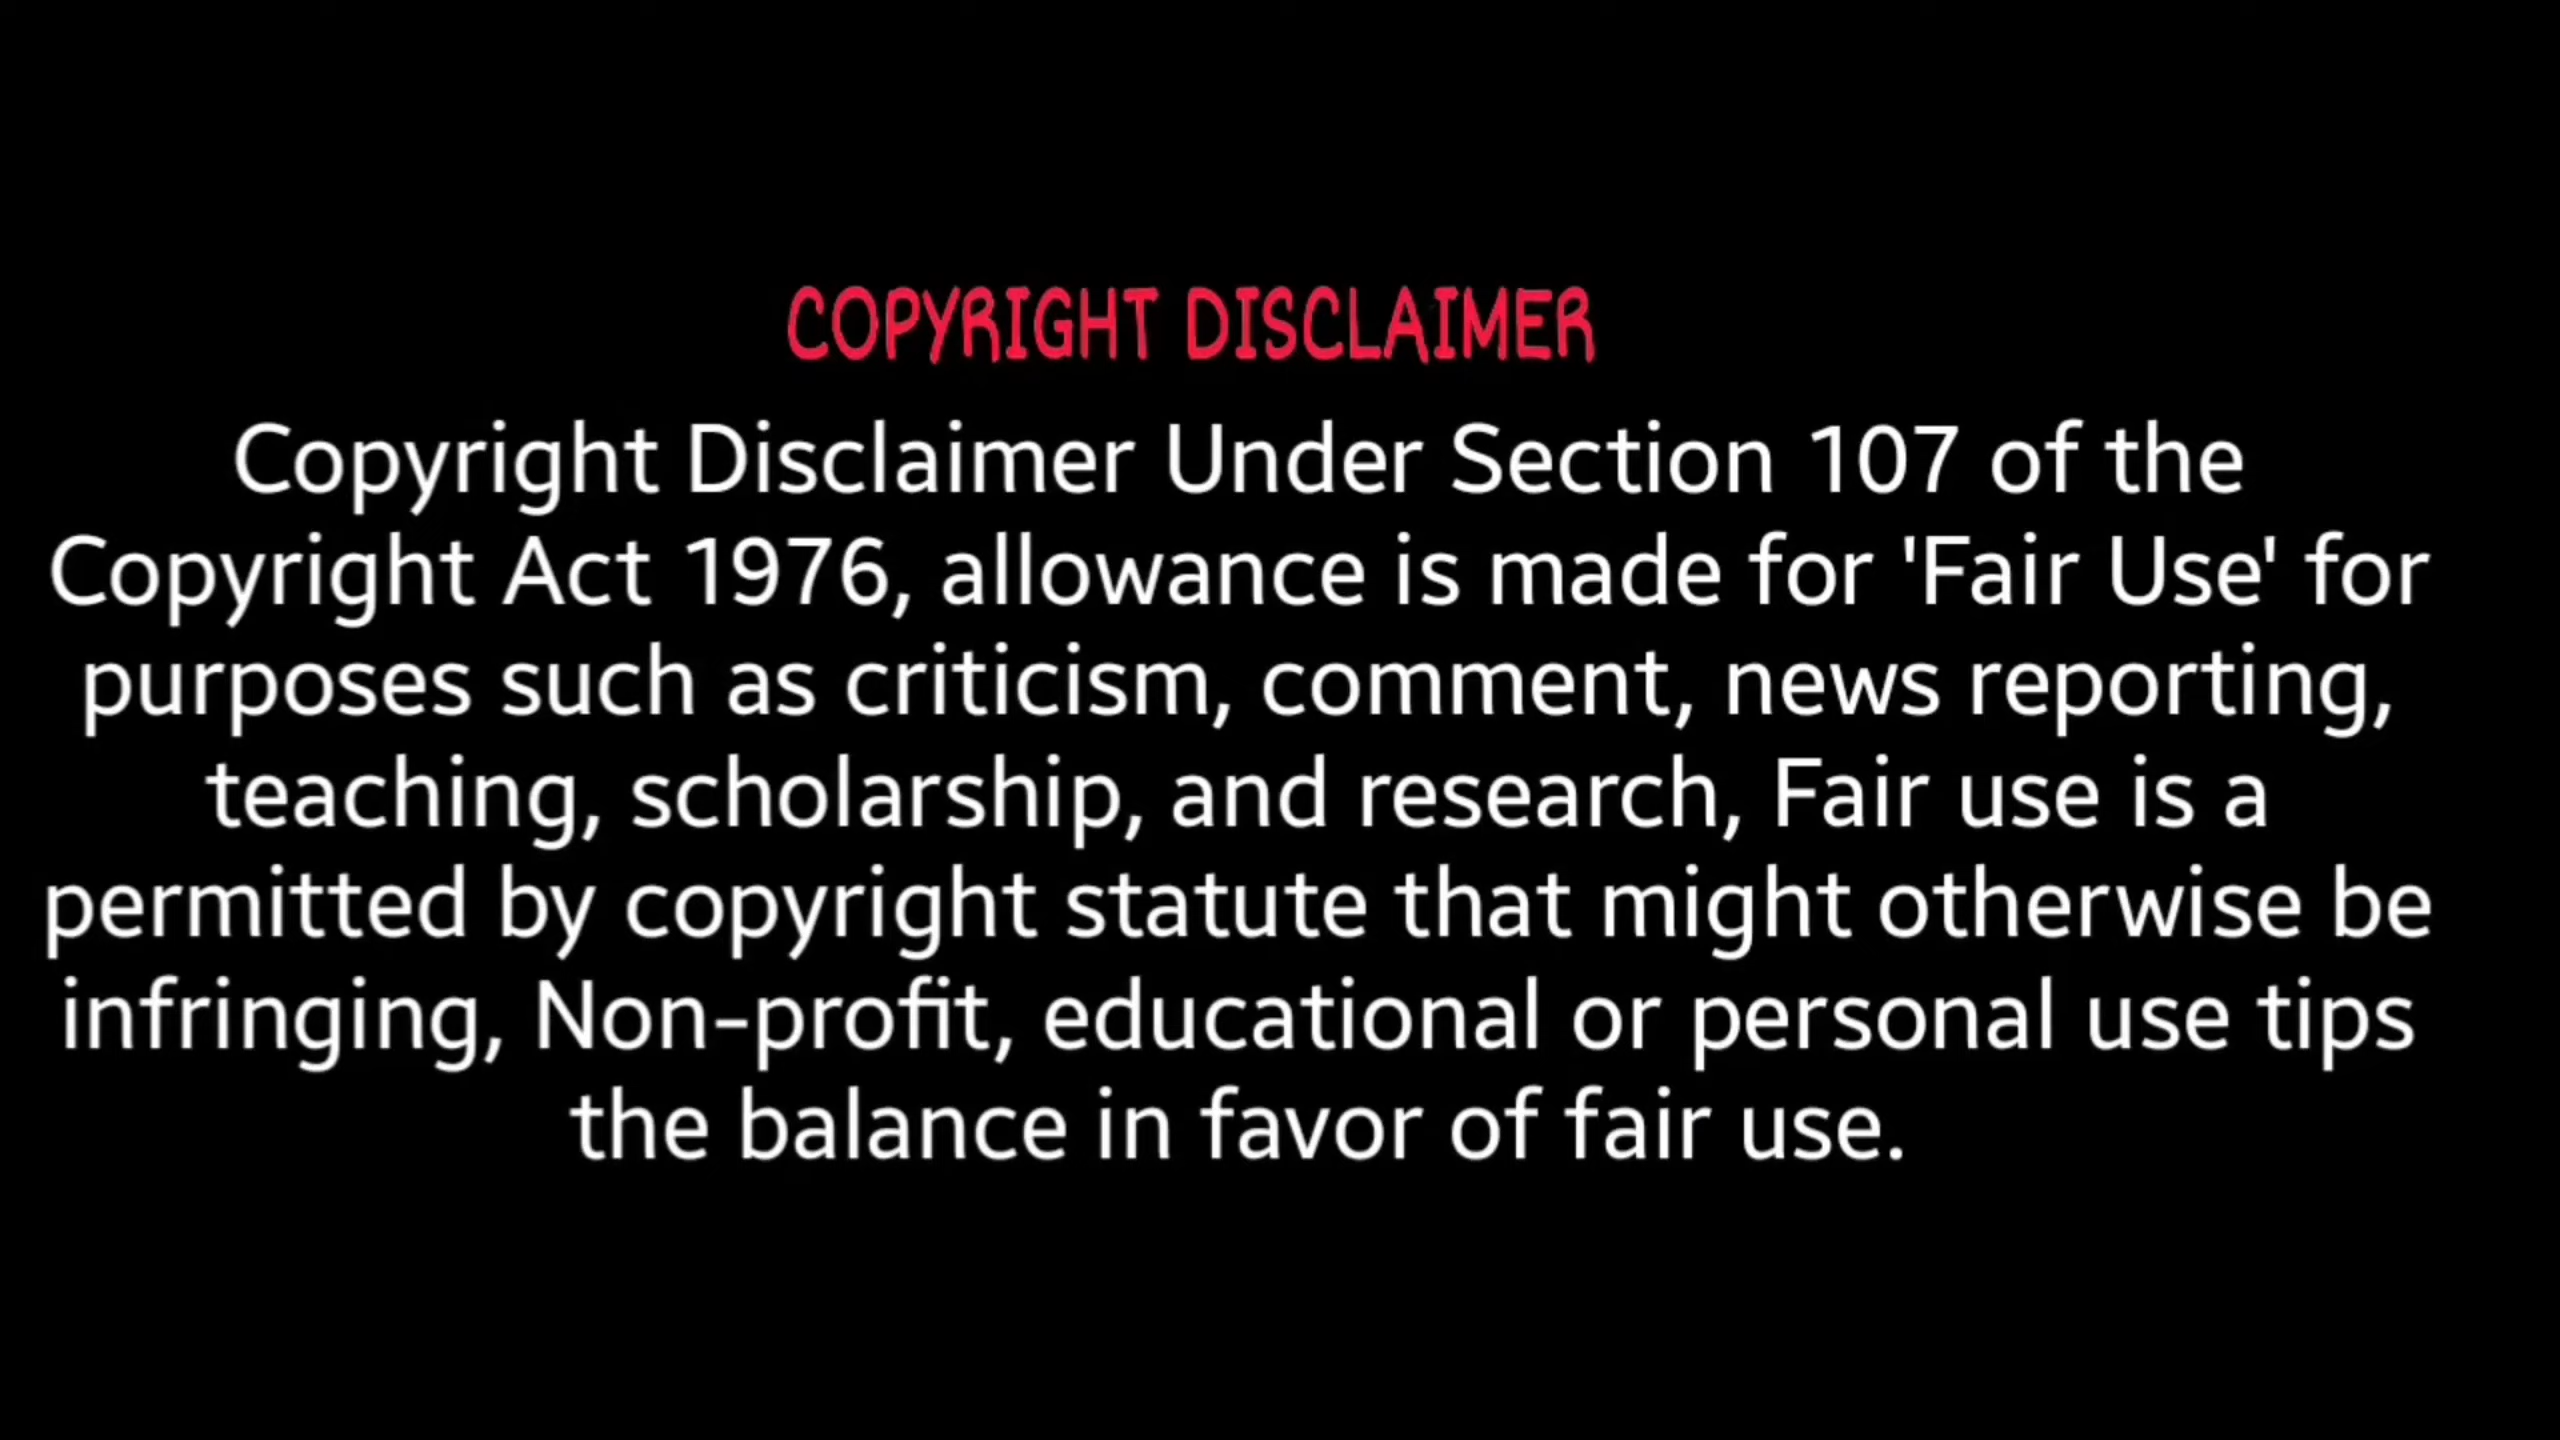 COPYRIGHT DISCLAIMER
Copyright Disclaimer Under Section 107 of the
Copyright Act 1976, allowance is made for 'Fair Use' for
purposes such as criticism, comment, news reporting,
teaching, scholarship, and research, Fair use is a
permitted by copyright statute that might otherwise be
infringing, Non-profit, educational or personal use tips
the balance in favor of fair use.